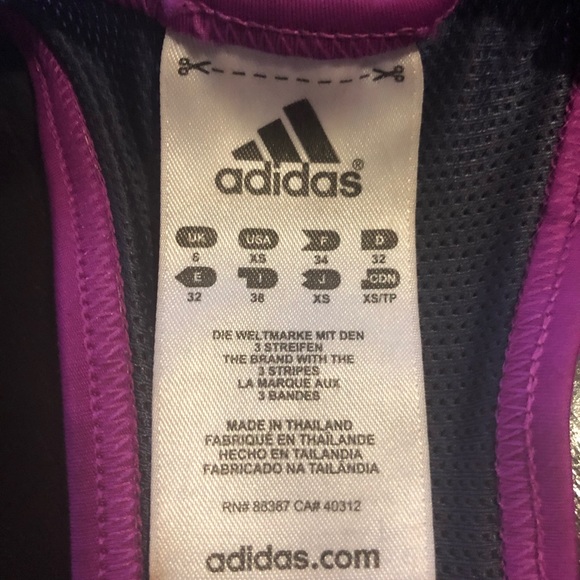 adidas®
UK USA F D
6 XS 34 32
E I J CDN
32 38 XS XS/TP
DIE WELTMARKE MIT DEN
3 STREIFEN
THE BRAND WITH THE
3 STRIPES
LA MARQUE AUX
3 BANDES
MADE IN THAILAND
FABRIQUÉ EN THAÏLANDE
HECHO EN TAILANDIA
FABRICADO NA TAILÂNDIA
RN# 88387 CA# 40312
adidas.com